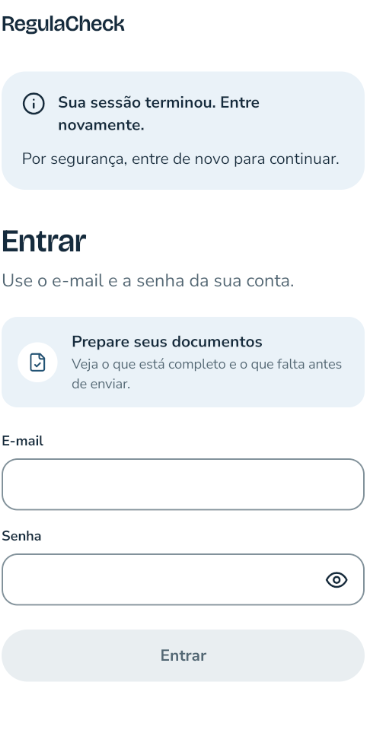 RegulaCheck
Sua sessão terminou. Entre
novamente.
Por segurança, entre de novo para continuar.
Entrar
Use o e-mail e a senha da sua conta.
Prepare seus documentos
Veja o que está completo e o que falta antes
de enviar.
E-mail
Senha
Entrar